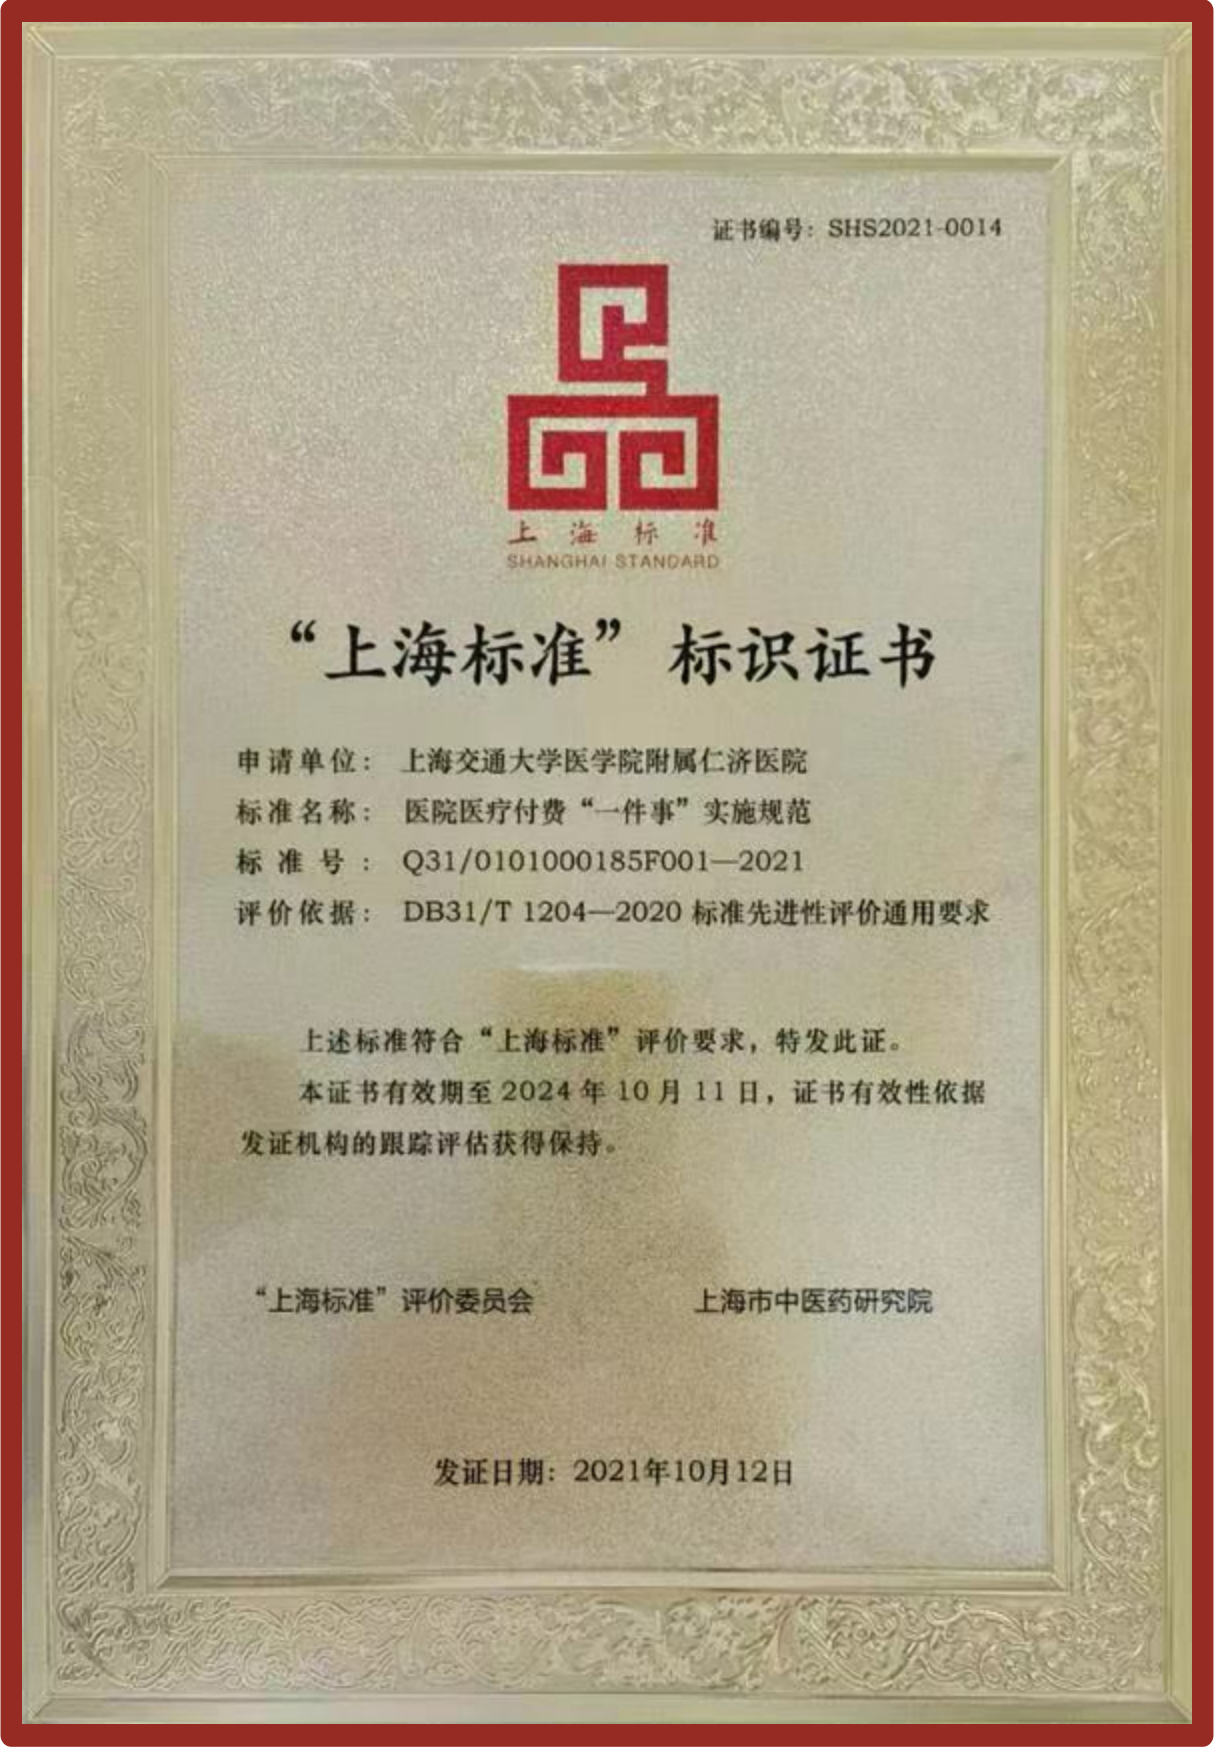 证书编号：SHS2021-0014
上海标准
SHANGHAI STANDARD
“上海标准”标识证书
申请单位：上海交通大学医学院附属仁济医院
标准名称：医院医疗付费“一件事”实施规范
标准号：Q31/0101000185F001—2021
评价依据：DB31/T 1204—2020 标准先进性评价通用要求
上述标准符合“上海标准”评价要求，特发此证。
本证书有效期至 2024 年 10 月 11 日，证书有效性依据
发证机构的跟踪评估获得保持。
“上海标准”评价委员会 上海市中医药研究院
发证日期：2021年10月12日